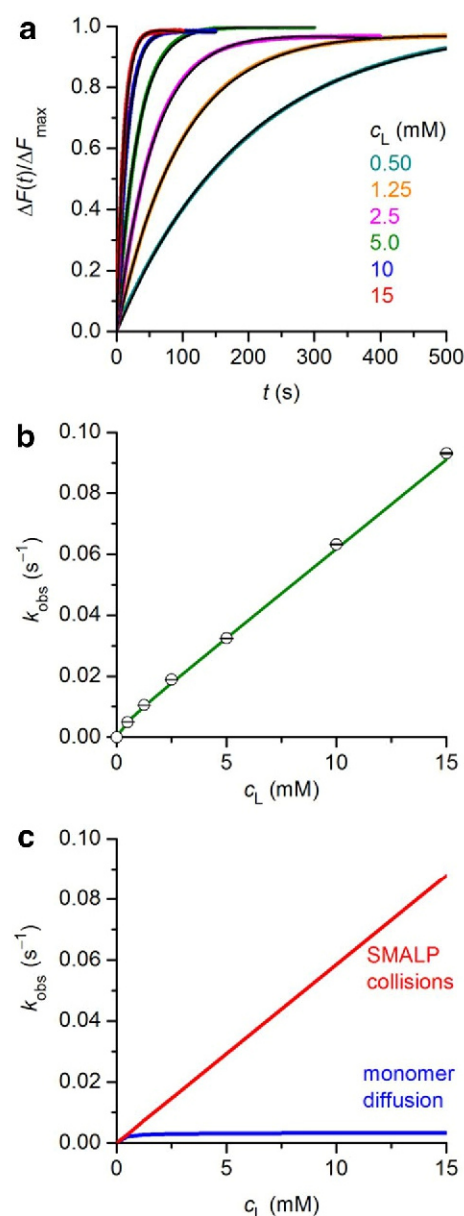 a
ΔF(t)/ΔFmax
1.0
0.8
0.6
0.4
0.2
0.0
cL (mM)
0.50
1.25
2.5
5.0
10
15
0 100 200 300 400 500
t (s)
b
kobs (s−1)
0.10
0.08
0.06
0.04
0.02
0.00
0 5 10 15
cL (mM)
c
kobs (s−1)
0.10
0.08
0.06
0.04
0.02
0.00
SMALP
collisions
monomer
diffusion
0 5 10 15
cL (mM)